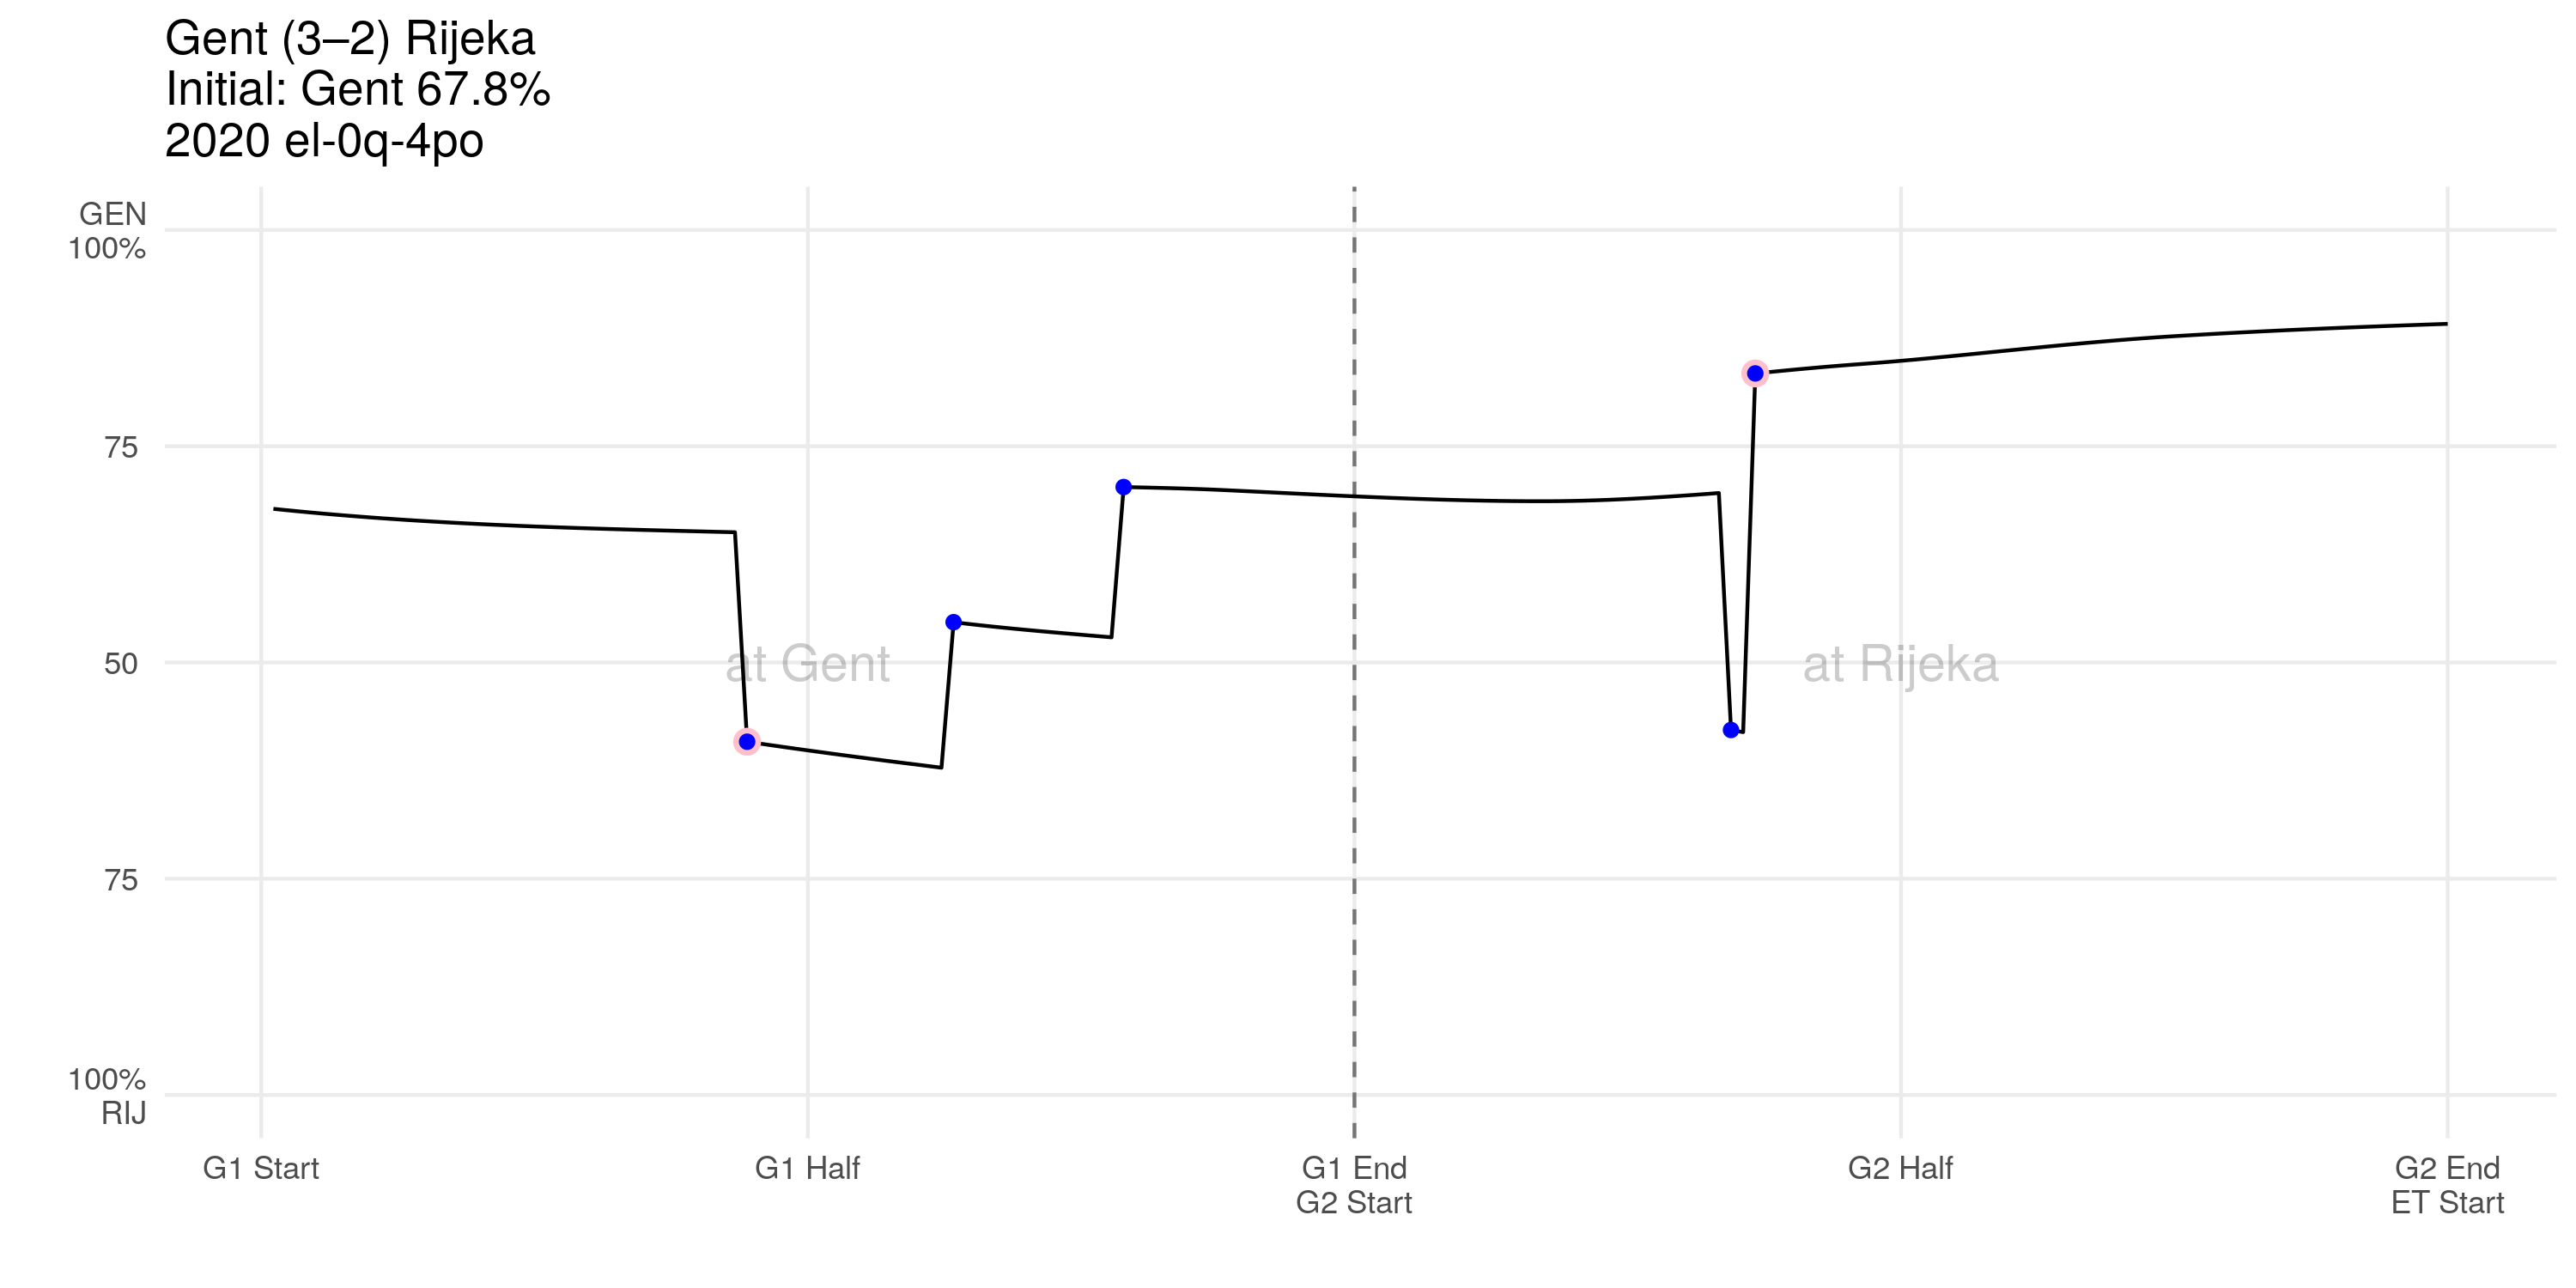 Gent (3–2) Rijeka
Initial: Gent 67.8%
2020 el-0q-4po
GEN
100%
75
50
75
100%
RIJ
at Gent
at Rijeka
G1 Start
G1 Half
G1 End
G2 Start
G2 Half
G2 End
ET Start